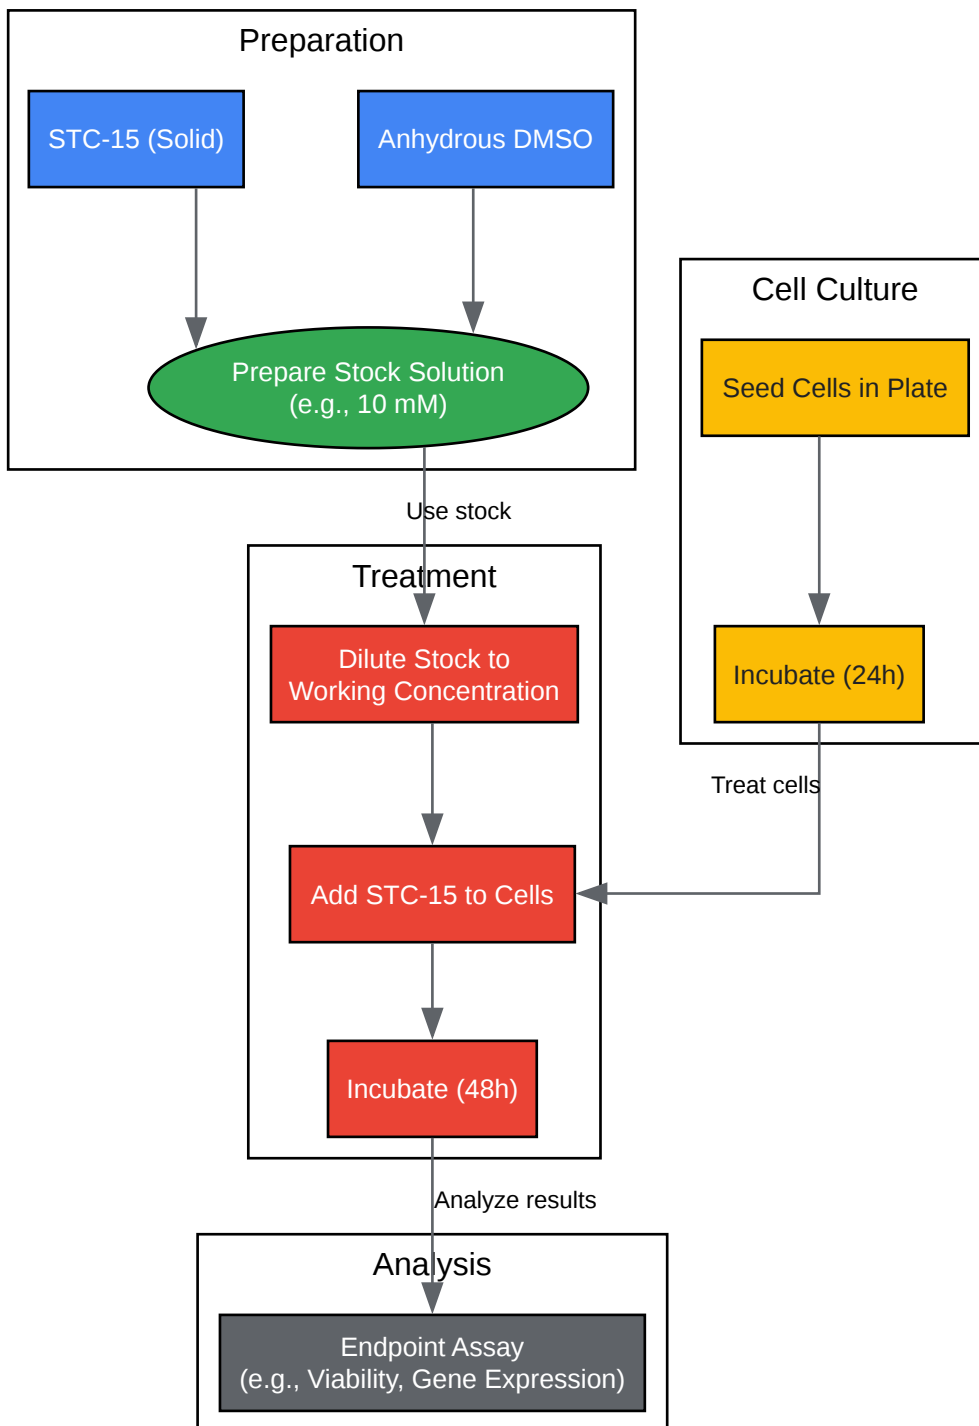 Preparation
STC-15 (Solid)
Anhydrous DMSO
Prepare Stock Solution
(e.g., 10 mM)
Cell Culture
Seed Cells in Plate
Incubate (24h)
Use stock
Treatment
Dilute Stock to
Working Concentration
Treat cells
Add STC-15 to Cells
Incubate (48h)
Analyze results
Analysis
Endpoint Assay
(e.g., Viability, Gene Expression)